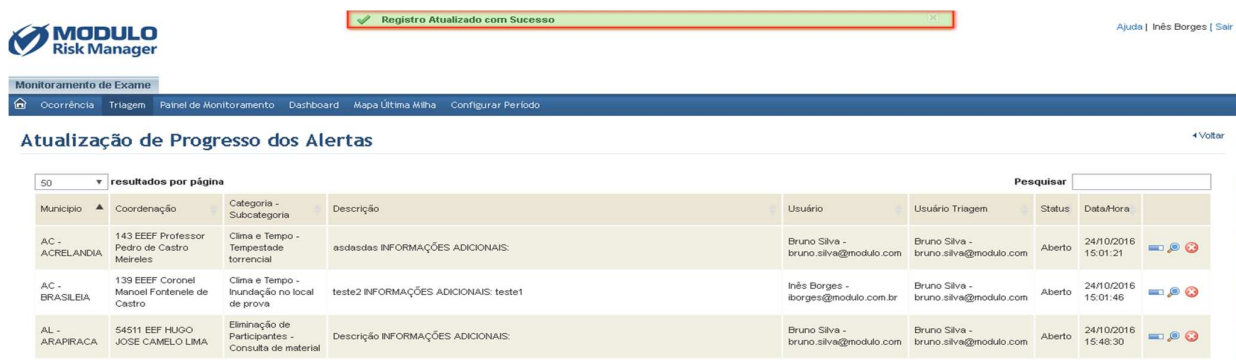 Registro Atualizado com Sucesso
MODULO
Risk Manager
Ajuda | Inês Borges [ Sair
Monitoramento de Exame
Ocorrência Triagem Painel de Monitoramento Dashboard Mapa Última Milha Configurar Período
Atualização de Progresso dos Alertas
Voltar
50 resultados por página
Pesquisar
Municipio Coordenação Categoria - Subcategoria Descrição Usuário Usuário Triagem Status Data/Hora
AC - ACRELANDIA 143 EEEF Professor Pedro de Castro Meireles Clima e Tempo - Tempestade torrencial asdasdas INFORMAÇÕES ADICIONAIS: Bruno Silva - bruno.silva@modulo.com Bruno Silva - bruno.silva@modulo.com Aberto 24/10/2016 15:01:21
AC - BRASILEIA 139 EEEF Coronel Manoel Fontenele de Castro Clima e Tempo - Inundação no local de prova teste2 INFORMAÇÕES ADICIONAIS: teste1 Inês Borges - iborges@modulo.com.br Bruno Silva - bruno.silva@modulo.com Aberto 24/10/2016 15:01:46
AL - ARAPIRACA 54511 EEF HUGO JOSE CAMELO LIMA Eliminação de Participantes - Consulta de material Descrição INFORMAÇÕES ADICIONAIS: Bruno Silva - bruno.silva@modulo.com Bruno Silva - bruno.silva@modulo.com Aberto 24/10/2016 15:48:30